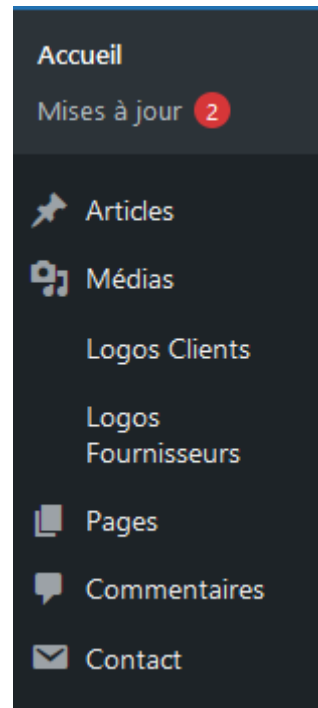 Accueil
Mises à jour 2
Articles
Médias
Logos Clients
Logos
Fournisseurs
Pages
Commentaires
Contact